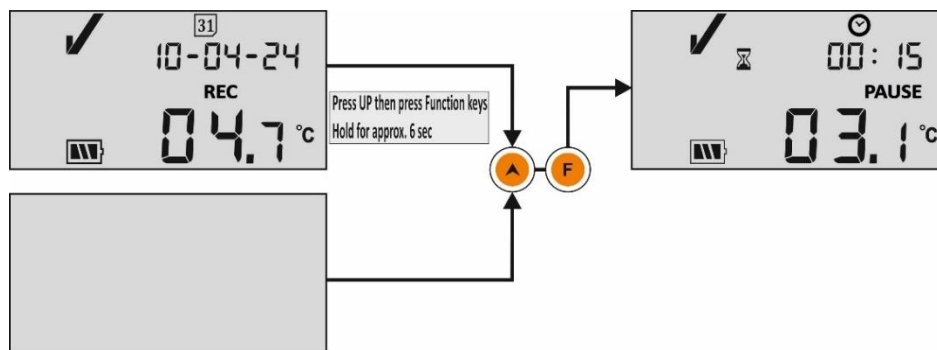 31
10-04-24
REC
04.7 °C
Press UP then press Function keys
Hold for approx. 6 sec
F
00:15
PAUSE
03.1 °C